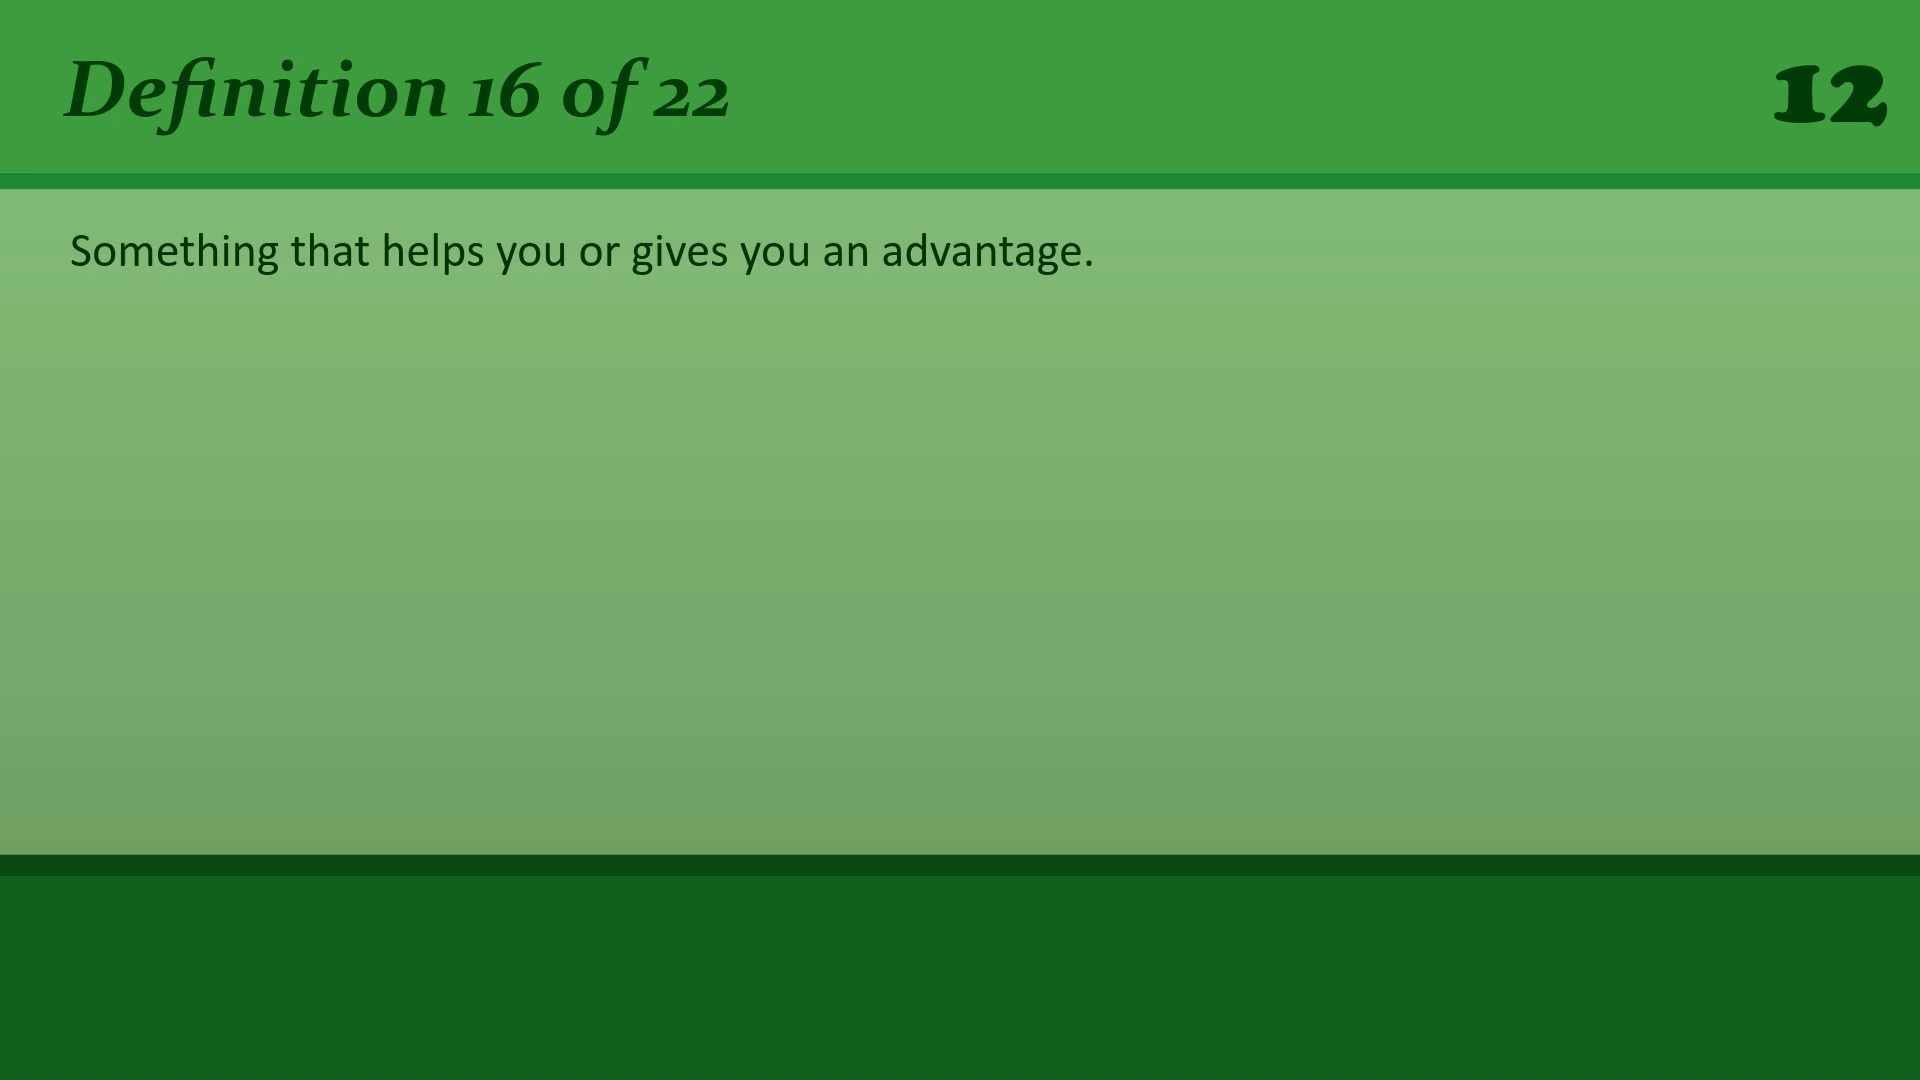 Definition 16 of 22
12
Something that helps you or gives you an advantage.